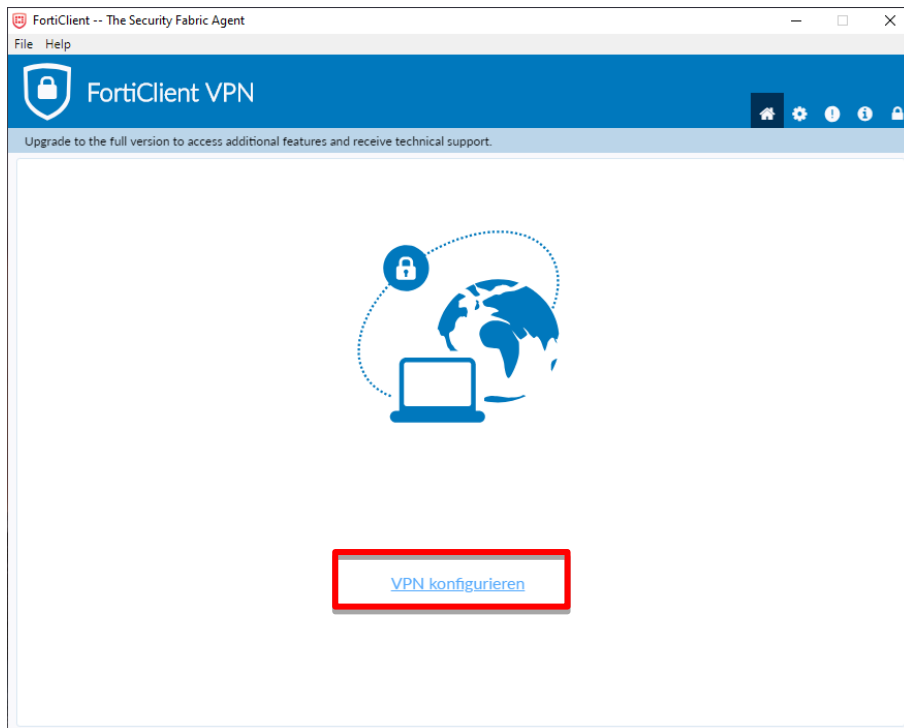 FortiClient -- The Security Fabric Agent
File Help
FortiClient VPN
Upgrade to the full version to access additional features and receive technical support.
VPN konfigurieren